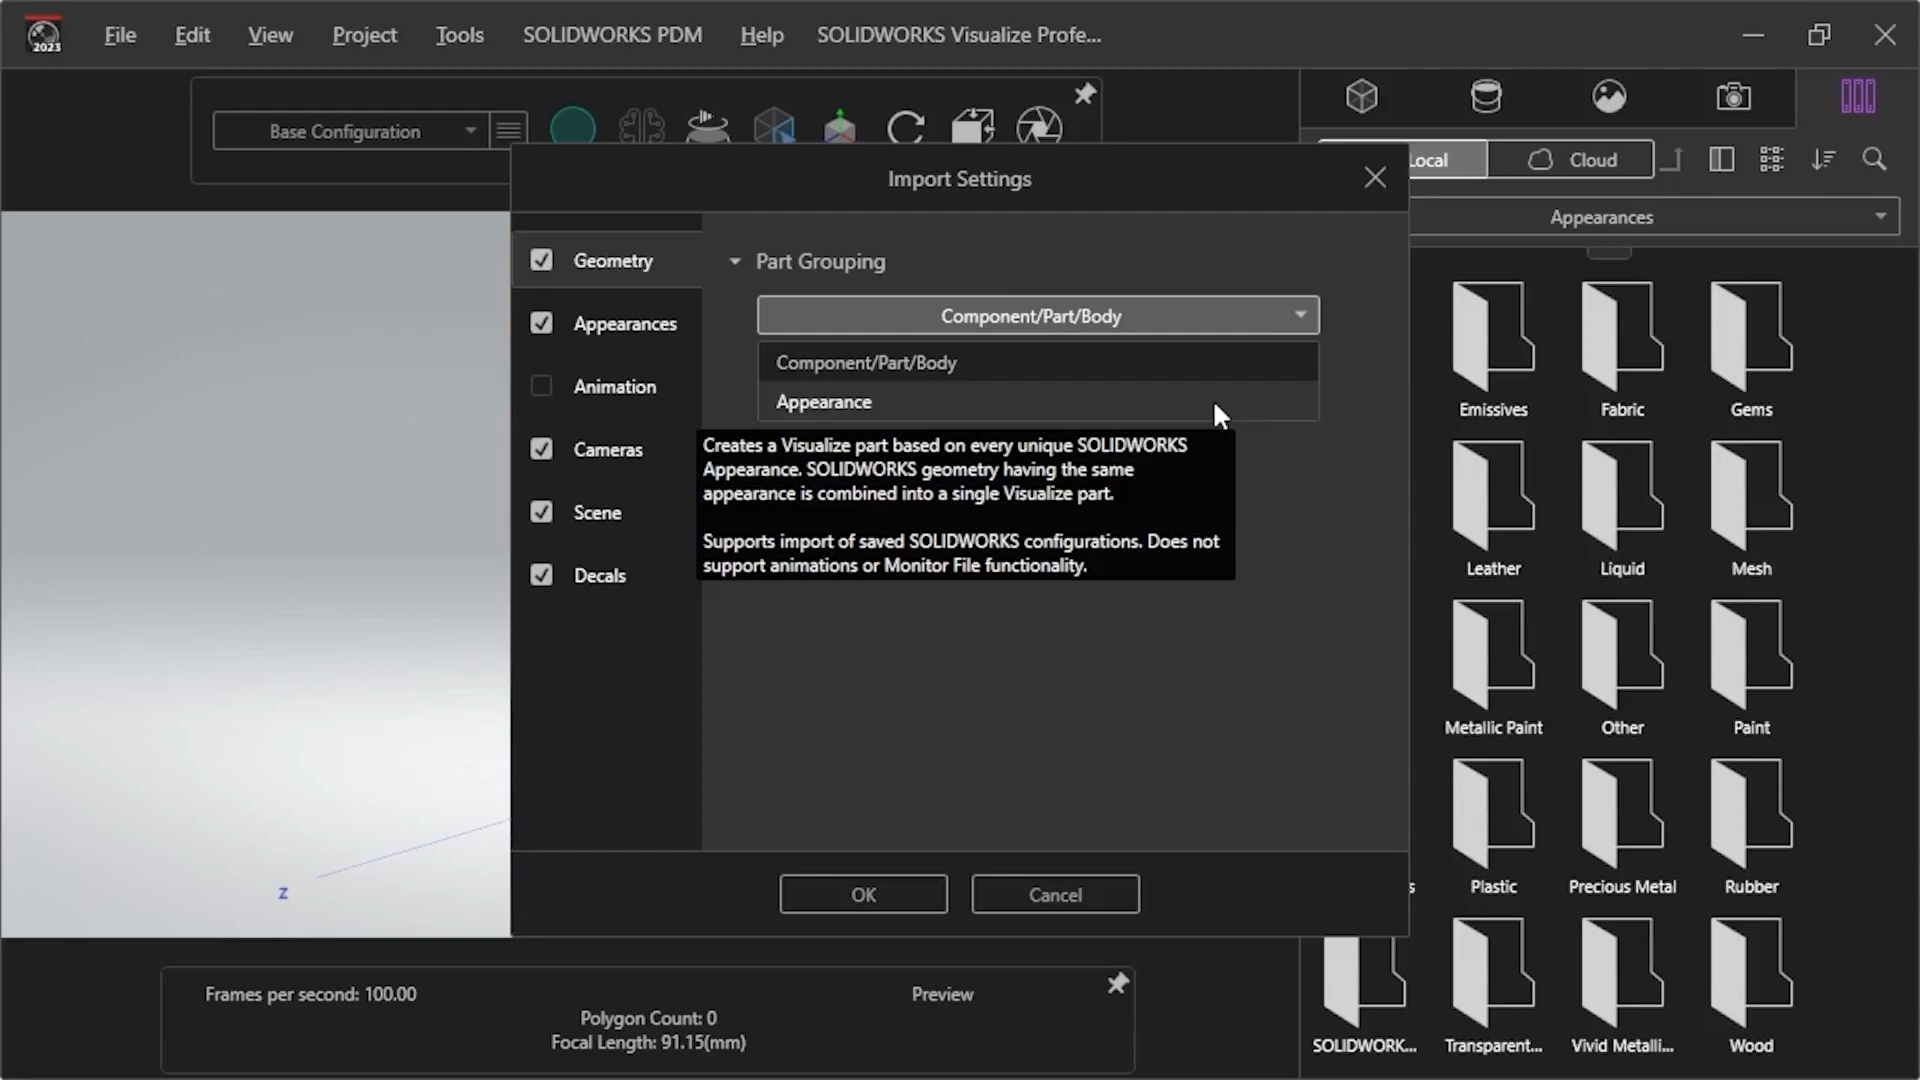 2023
File
Edit
View
Project
Tools
SOLIDWORKS PDM
Help
SOLIDWORKS Visualize Profe...
Base Configuration
Import Settings
Local
Cloud
Appearances
Geometry
Appearances
Animation
Cameras
Scene
Decals
Part Grouping
Component/Part/Body
Component/Part/Body
Appearance
Creates a Visualize part based on every unique SOLIDWORKS
Appearance. SOLIDWORKS geometry having the same
appearance is combined into a single Visualize part.
Supports import of saved SOLIDWORKS configurations. Does not
support animations or Monitor File functionality.
OK
Cancel
Emissives
Fabric
Gems
Leather
Liquid
Mesh
Metallic Paint
Other
Paint
s
Plastic
Precious Metal
Rubber
SOLIDWORK...
Transparent...
Vivid Metalli...
Wood
Z
Frames per second: 100.00
Preview
Polygon Count: 0
Focal Length: 91.15(mm)